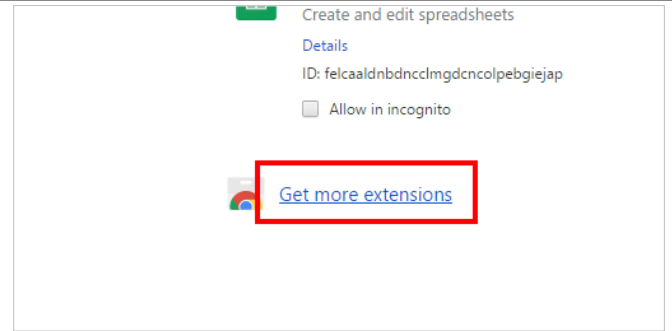 Create and edit spreadsheets
Details
ID: felcaaldnbdncclmgdcncolpebgiejap
Allow in incognito
Get more extensions